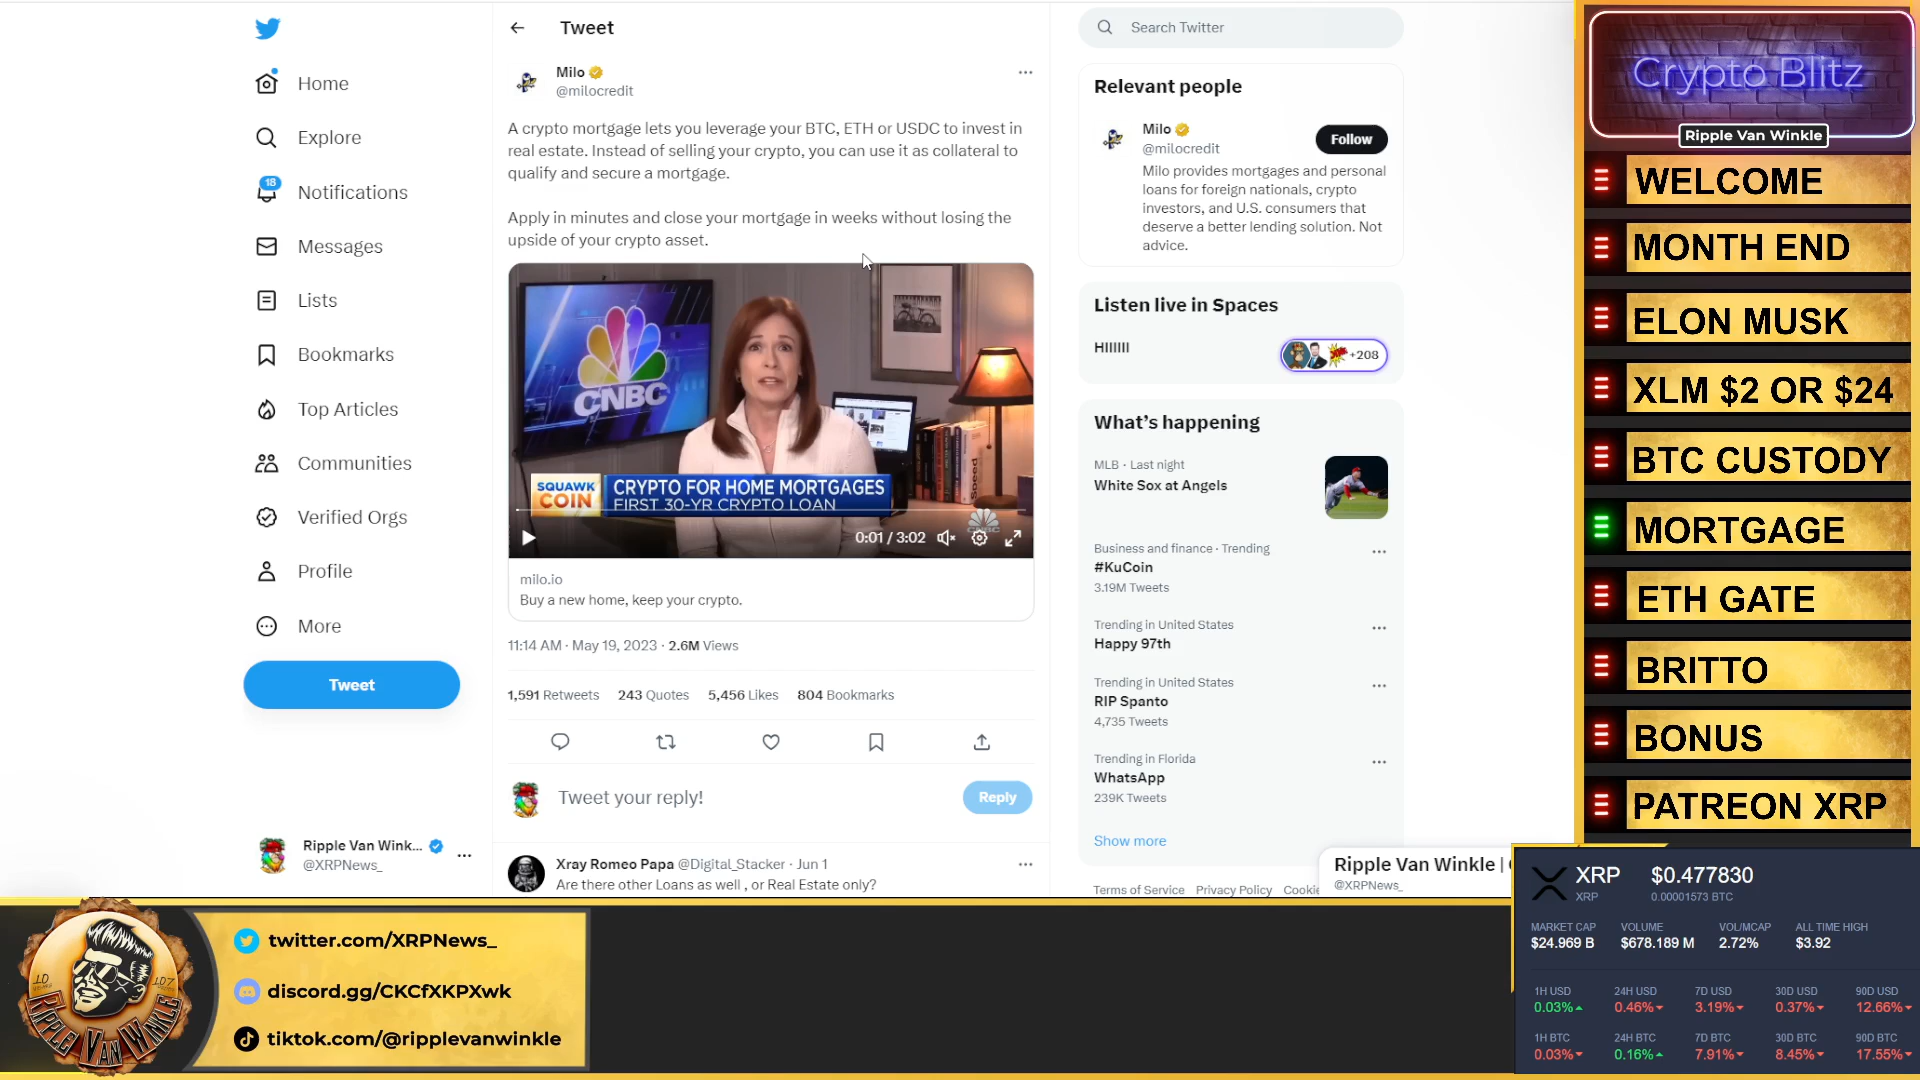 Home
Explore
18
Notifications
Messages
Lists
Bookmarks
Top Articles
Communities
Verified Orgs
Profile
More
Tweet
Ripple Van Wink...
@XRPNews_
Tweet
Milo
@milocredit
A crypto mortgage lets you leverage your BTC, ETH or USDC to invest in
real estate. Instead of selling your crypto, you can use it as collateral to
qualify and secure a mortgage.
Apply in minutes and close your mortgage in weeks without losing the
upside of your crypto asset.
CNBC
Speed
SQUAWK
COIN
CRYPTO FOR HOME MORTGAGES
FIRST 30-YR CRYPTO LOAN
0:01 / 3:02
milo.io
Buy a new home, keep your crypto.
11:14 AM · May 19, 2023 · 2.6M Views
1,591 Retweets 243 Quotes 5,456 Likes 804 Bookmarks
Tweet your reply!
Reply
Xray Romeo Papa @Digital_Stacker · Jun 1
Are there other Loans as well , or Real Estate only?
Search Twitter
Relevant people
Milo
@milocredit
Follow
Milo provides mortgages and personal
loans for foreign nationals, crypto
investors, and U.S. consumers that
deserve a better lending solution. Not
advice.
Listen live in Spaces
HIIIIII
+208
What's happening
MLB · Last night
White Sox at Angels
Business and finance · Trending
#KuCoin
3.19M Tweets
Trending in United States
Happy 97th
Trending in United States
RIP Spanto
4,735 Tweets
Trending in Florida
WhatsApp
239K Tweets
Show more
Terms of Service Privacy Policy Cookie
Ripple Van Winkle |
@XRPNews_
Crypto Blitz
Ripple Van Winkle
WELCOME
MONTH END
ELON MUSK
XLM $2 OR $24
BTC CUSTODY
MORTGAGE
ETH GATE
BRITTO
BONUS
PATREON XRP
XRP $0.477830
XRP 0.00001573 BTC
MARKET CAP VOLUME VOL/MCAP ALL TIME HIGH
$24.969 B $678.189 M 2.72% $3.92
1H USD 24H USD 7D USD 30D USD 90D USD
0.03% 0.46% 3.19% 0.37% 12.66%
1H BTC 24H BTC 7D BTC 30D BTC 90D BTC
0.03% 0.16% 7.91% 8.45% 17.55%
10 107
RIPPLE VAN WINKLE
twitter.com/XRPNews_
discord.gg/CKCfXKPXwk
tiktok.com/@ripplevanwinkle